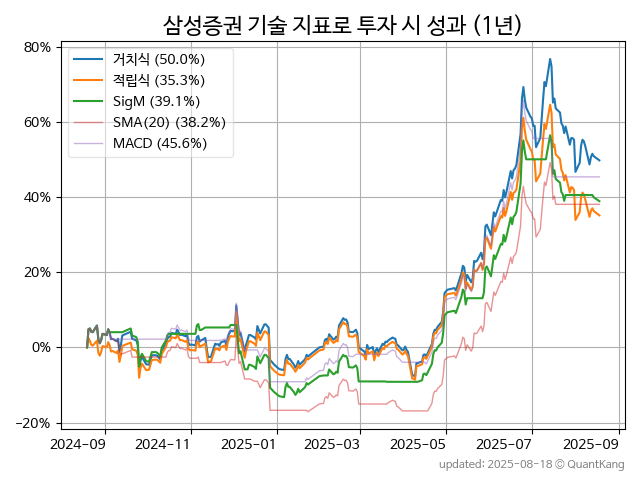 삼성증권 기술 지표로 투자 시 성과 (1년)
80%
60%
40%
20%
0%
−20%
거치식 (50.0%)
적립식 (35.3%)
SigM (39.1%)
SMA(20) (38.2%)
MACD (45.6%)
2024-09
2024-11
2025-01
2025-03
2025-05
2025-07
2025-09
updated: 2025-08-18 © QuantKang